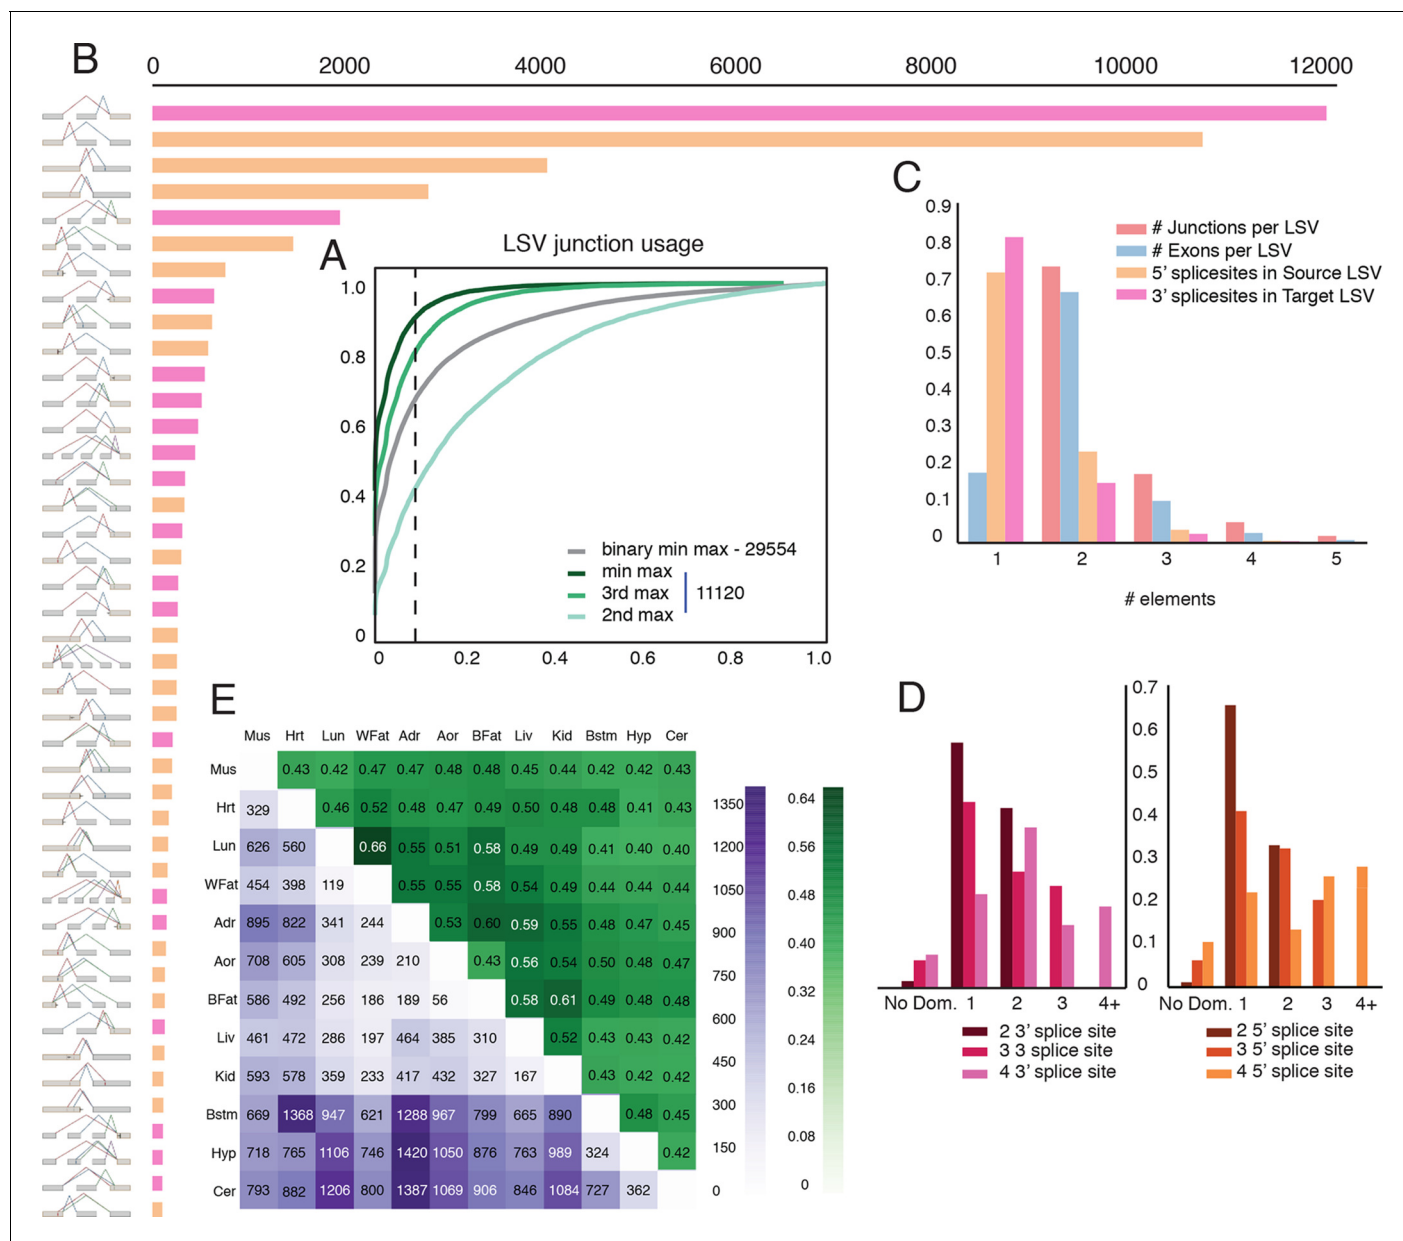 B
0 2000 4000 6000 8000 10000 12000
A
LSV junction usage
1.0
0.8
0.6
0.4
0.2
0
0 0.2 0.4 0.6 0.8 1.0
binary min max - 29554
min max
3rd max
2nd max
11120
C
0.9
0.8
0.7
0.6
0.5
0.4
0.3
0.2
0.1
0
# Junctions per LSV
# Exons per LSV
5' splicesites in Source LSV
3' splicesites in Target LSV
1 2 3 4 5
# elements
E
Mus Hrt Lun WFat Adr Aor BFat Liv Kid Bstm Hyp Cer
Mus 0.43 0.42 0.47 0.47 0.48 0.48 0.45 0.44 0.42 0.42 0.43
Hrt 329 0.46 0.52 0.48 0.47 0.49 0.50 0.48 0.48 0.41 0.43
Lun 626 560 0.66 0.55 0.51 0.58 0.49 0.49 0.41 0.40 0.40
WFat 454 398 119 0.55 0.55 0.58 0.54 0.49 0.44 0.44 0.44
Adr 895 822 341 244 0.53 0.60 0.59 0.55 0.48 0.47 0.45
Aor 708 605 308 239 210 0.43 0.56 0.54 0.50 0.48 0.47
BFat 586 492 256 186 189 56 0.58 0.61 0.49 0.48 0.48
Liv 461 472 286 197 464 385 310 0.52 0.43 0.43 0.42
Kid 593 578 359 233 417 432 327 167 0.43 0.42 0.42
Bstm 669 1368 947 621 1288 967 799 665 890 0.48 0.45
Hyp 718 765 1106 746 1420 1050 876 763 989 324 0.42
Cer 793 882 1206 800 1387 1069 906 846 1084 727 362
1350
1200
1050
900
750
600
450
300
150
0
0.64
0.56
0.48
0.40
0.32
0.24
0.16
0.08
0
D
0.7
0.6
0.5
0.4
0.3
0.2
0.1
0
No Dom. 1 2 3 4+
2 3' splice site
3 3 splice site
4 3' splice site
No Dom. 1 2 3 4+
2 5' splice site
3 5' splice site
4 5' splice site